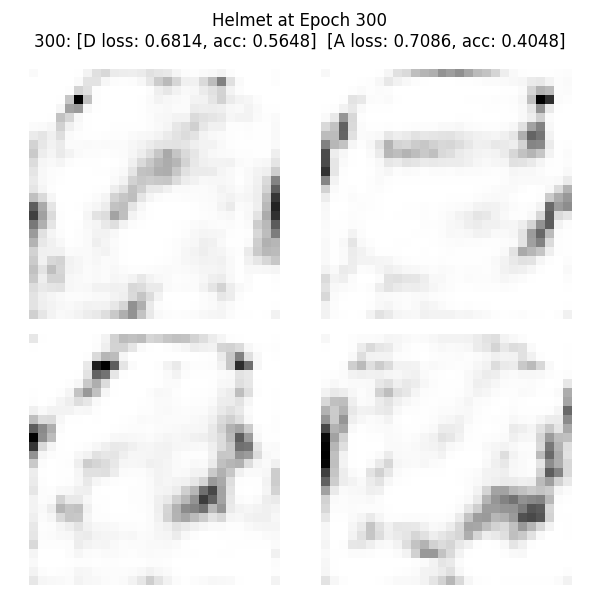 Helmet at Epoch 300
300: [D loss: 0.6814, acc: 0.5648]  [A loss: 0.7086, acc: 0.4048]